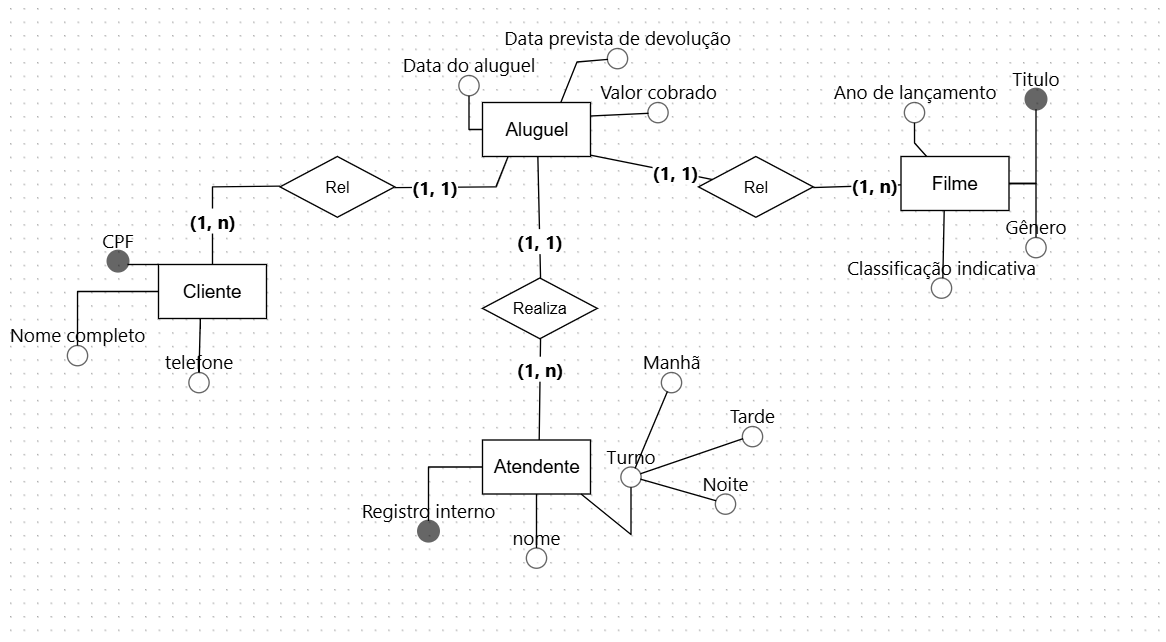 Data prevista de devolução
Data do aluguel
Valor cobrado
Aluguel
Ano de lançamento
Titulo
Filme
Gênero
Classificação indicativa
Rel
(1, 1)
(1, 1)
Rel
(1, n)
(1, n)
CPF
Cliente
Nome completo
telefone
(1, 1)
Realiza
(1, n)
Manhã
Tarde
Turno
Noite
Atendente
Registro interno
nome